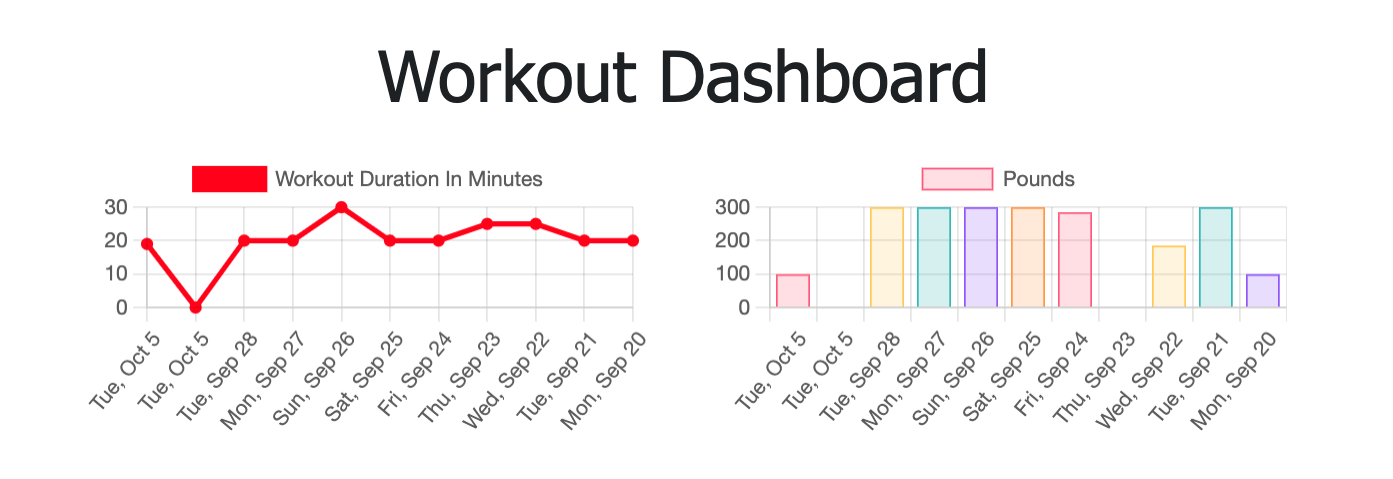 Workout Dashboard
Workout Duration In Minutes
30
20
10
0
Tue, Oct 5
Tue, Oct 5
Tue, Sep 28
Mon, Sep 27
Sun, Sep 26
Sat, Sep 25
Fri, Sep 24
Thu, Sep 23
Wed, Sep 22
Tue, Sep 21
Mon, Sep 20
Pounds
300
200
100
0
Tue, Oct 5
Tue, Oct 5
Tue, Sep 28
Mon, Sep 27
Sun, Sep 26
Sat, Sep 25
Fri, Sep 24
Thu, Sep 23
Wed, Sep 22
Tue, Sep 21
Mon, Sep 20